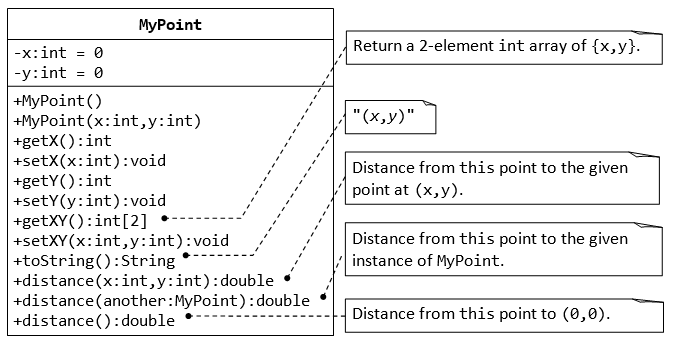 MyPoint
-x:int = 0
-y:int = 0
+MyPoint()
+MyPoint(x:int,y:int)
+getX():int
+setX(x:int):void
+getY():int
+setY(y:int):void
+getXY():int[2]
+setXY(x:int,y:int):void
+toString():String
+distance(x:int,y:int):double
+distance(another:MyPoint):double
+distance():double
Return a 2-element int array of {x,y}.
"(x,y)"
Distance from this point to the given
point at (x,y).
Distance from this point to the given
instance of MyPoint.
Distance from this point to (0,0).